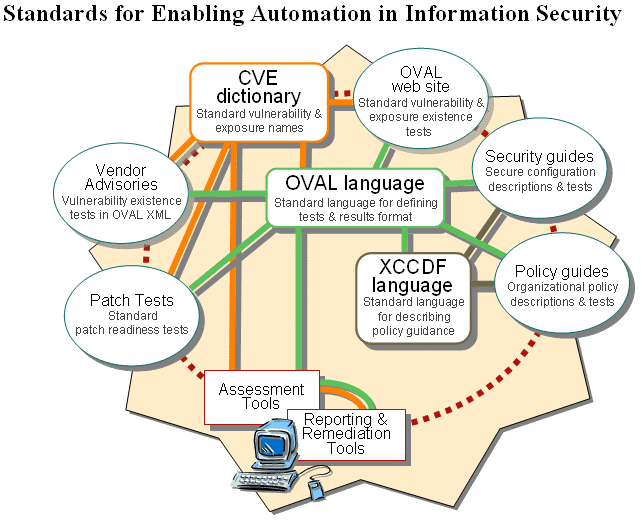 Standards for Enabling Automation in Information Security
CVE
dictionary
Standard vulnerability &
exposure names
OVAL
web site
Standard vulnerability &
exposure existence
tests
Security guides
Secure configuration
descriptions & tests
Vendor
Advisories
Vulnerability existence
tests in OVAL XML
OVAL language
Standard language for defining
tests & results format
XCCDF
language
Standard language
for describing
policy guidance
Policy guides
Organizational policy
descriptions & tests
Patch Tests
Standard
patch readiness tests
Assessment
Tools
Reporting &
Remediation
Tools